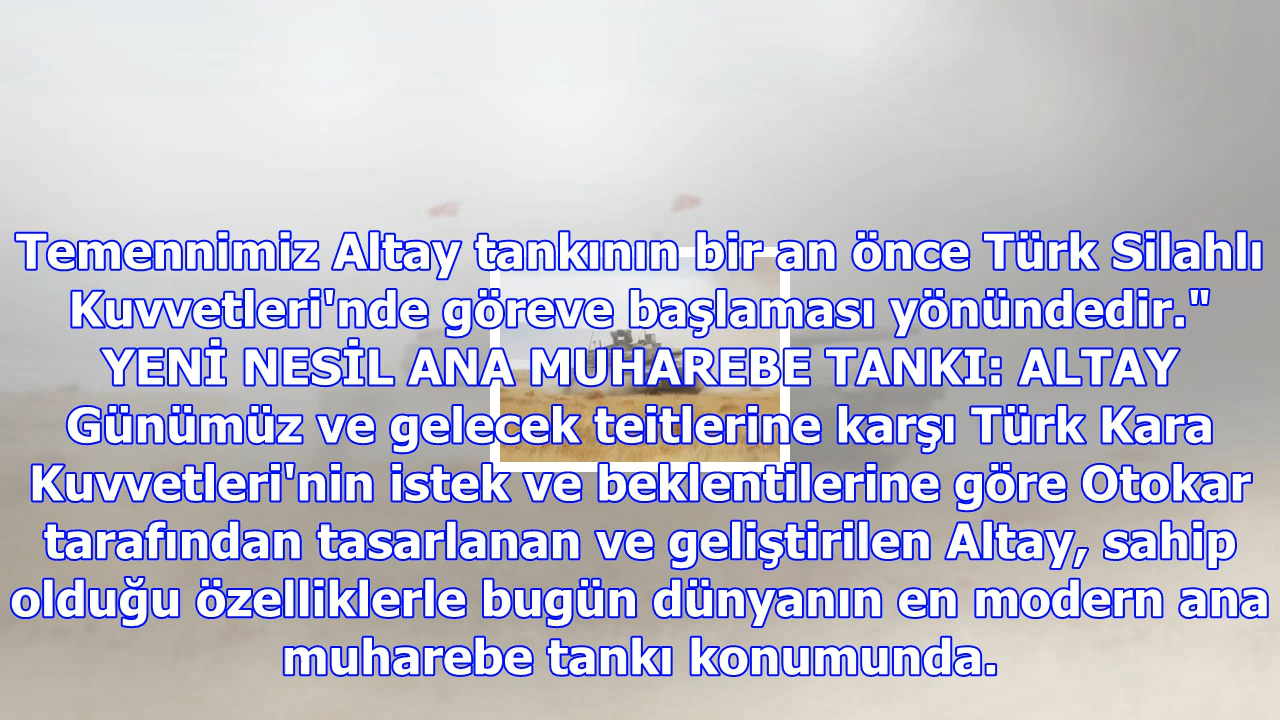 Temennimiz Altay tankının bir an önce Türk Silahlı
Kuvvetleri'nde göreve başlaması yönündedir."
YENİ NESİL ANA MUHAREBE TANKI: ALTAY
Günümüz ve gelecek teitlerine karşı Türk Kara
Kuvvetleri'nin istek ve beklentilerine göre Otokar
tarafından tasarlanan ve geliştirilen Altay, sahip
olduğu özelliklerle bugün dünyanın en modern ana
muharebe tankı konumunda.